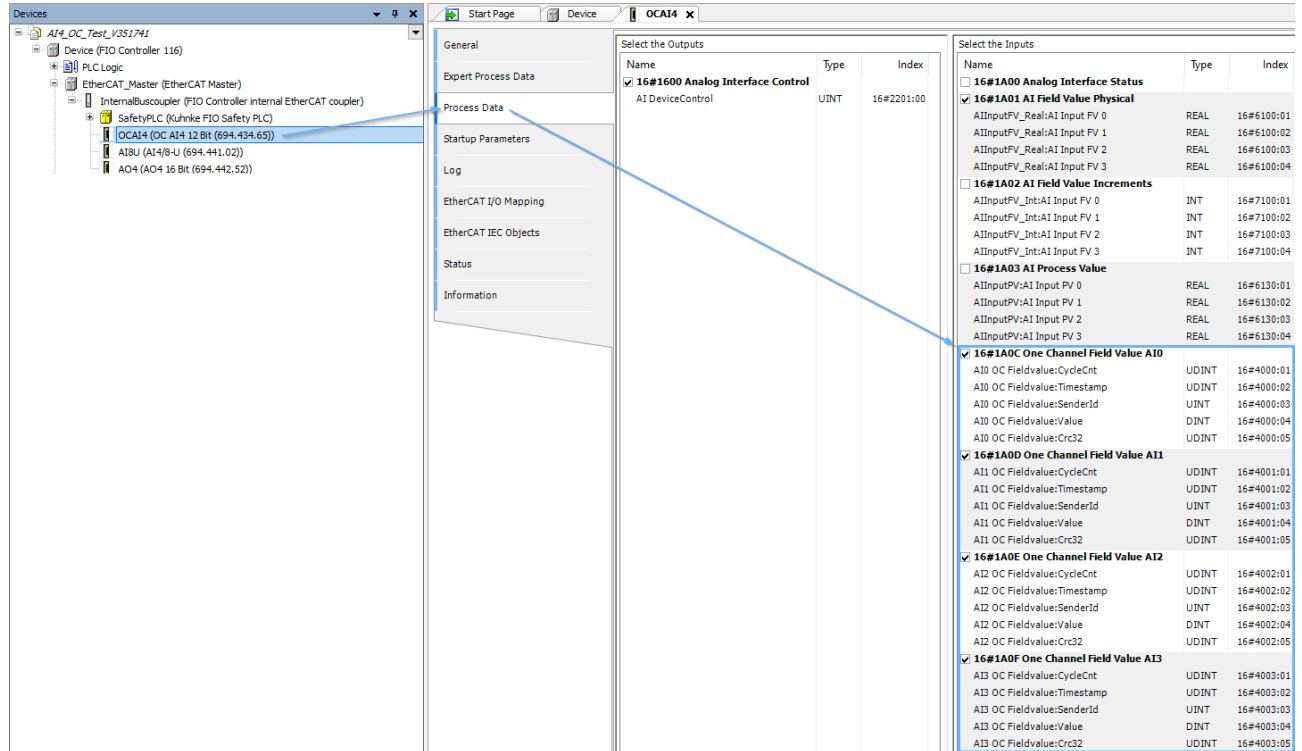 Devices
AI4_OC_Test_V351741
Device (FIO Controller 116)
PLC Logic
EtherCAT_Master (EtherCAT Master)
InternalBuscoupler (FIO Controller internal EtherCAT coupler)
SafetyPLC (Kuhnke FIO Safety PLC)
OCAI4 (OC AI4 12 Bit (694.434.65))
AI8U (AI4/8-U (694.441.02))
AO4 (AO4 16 Bit (694.442.52))
Start Page Device OCAI4
General
Expert Process Data
Process Data
Startup Parameters
Log
EtherCAT I/O Mapping
EtherCAT IEC Objects
Status
Information
Select the Outputs
Name Type Index
16#1600 Analog Interface Control
AI DeviceControl UINT 16#2201:00
Select the Inputs
Name Type Index
16#1A00 Analog Interface Status
16#1A01 AI Field Value Physical
AIInputFV_Real:AI Input FV 0 REAL 16#6100:01
AIInputFV_Real:AI Input FV 1 REAL 16#6100:02
AIInputFV_Real:AI Input FV 2 REAL 16#6100:03
AIInputFV_Real:AI Input FV 3 REAL 16#6100:04
16#1A02 AI Field Value Increments
AIInputFV_Int:AI Input FV 0 INT 16#7100:01
AIInputFV_Int:AI Input FV 1 INT 16#7100:02
AIInputFV_Int:AI Input FV 2 INT 16#7100:03
AIInputFV_Int:AI Input FV 3 INT 16#7100:04
16#1A03 AI Process Value
AIInputPV:AI Input PV 0 REAL 16#6130:01
AIInputPV:AI Input PV 1 REAL 16#6130:02
AIInputPV:AI Input PV 2 REAL 16#6130:03
AIInputPV:AI Input PV 3 REAL 16#6130:04
16#1A0C One Channel Field Value AI0
AI0 OC Fieldvalue:CycleCnt UDINT 16#4000:01
AI0 OC Fieldvalue:Timestamp UDINT 16#4000:02
AI0 OC Fieldvalue:SenderId UINT 16#4000:03
AI0 OC Fieldvalue:Value DINT 16#4000:04
AI0 OC Fieldvalue:Crc32 UDINT 16#4000:05
16#1A0D One Channel Field Value AI1
AI1 OC Fieldvalue:CycleCnt UDINT 16#4001:01
AI1 OC Fieldvalue:Timestamp UDINT 16#4001:02
AI1 OC Fieldvalue:SenderId UINT 16#4001:03
AI1 OC Fieldvalue:Value DINT 16#4001:04
AI1 OC Fieldvalue:Crc32 UDINT 16#4001:05
16#1A0E One Channel Field Value AI2
AI2 OC Fieldvalue:CycleCnt UDINT 16#4002:01
AI2 OC Fieldvalue:Timestamp UDINT 16#4002:02
AI2 OC Fieldvalue:SenderId UINT 16#4002:03
AI2 OC Fieldvalue:Value DINT 16#4002:04
AI2 OC Fieldvalue:Crc32 UDINT 16#4002:05
16#1A0F One Channel Field Value AI3
AI3 OC Fieldvalue:CycleCnt UDINT 16#4003:01
AI3 OC Fieldvalue:Timestamp UDINT 16#4003:02
AI3 OC Fieldvalue:SenderId UINT 16#4003:03
AI3 OC Fieldvalue:Value DINT 16#4003:04
AI3 OC Fieldvalue:Crc32 UDINT 16#4003:05